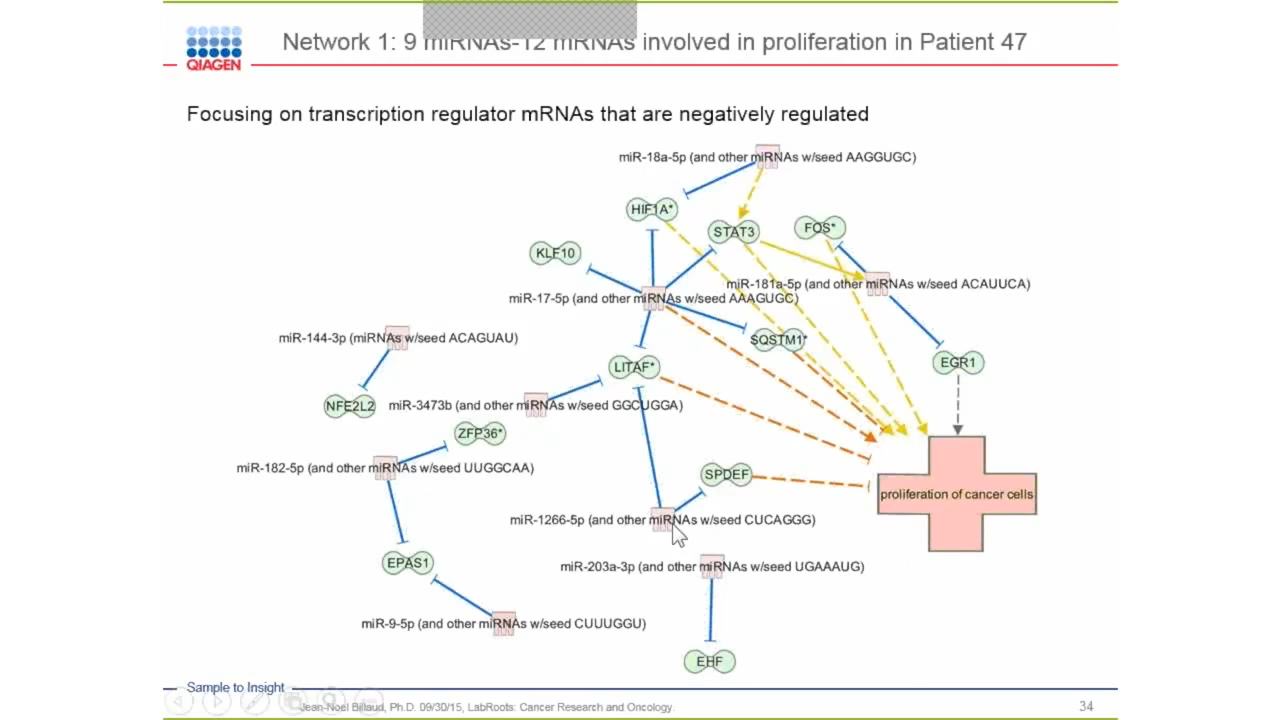 QIAGEN
Network 1: 9 miRNAs-12 mRNAs involved in proliferation in Patient 47
Focusing on transcription regulator mRNAs that are negatively regulated
miR-18a-5p (and other miRNAs w/seed AAGGUGC)
HIF1A*
STAT3
FOS*
KLF10
miR-181a-5p (and other miRNAs w/seed ACAUUCA)
miR-17-5p (and other miRNAs w/seed AAAGUGC)
miR-144-3p (miRNAs w/seed ACAGUAU)
SQSTM1*
EGR1
LITAF*
NFE2L2
miR-3473b (and other miRNAs w/seed GGCUGGA)
ZFP36*
miR-182-5p (and other miRNAs w/seed UUGGCAA)
SPDEF
proliferation of cancer cells
miR-1266-5p (and other miRNAs w/seed CUCAGGG)
EPAS1
miR-203a-3p (and other miRNAs w/seed UGAAAUG)
miR-9-5p (and other miRNAs w/seed CUUUGGU)
EHF
Sample to Insight
Jean-Noel Billaud, Ph.D. 09/30/15, LabRoots: Cancer Research and Oncology.
34